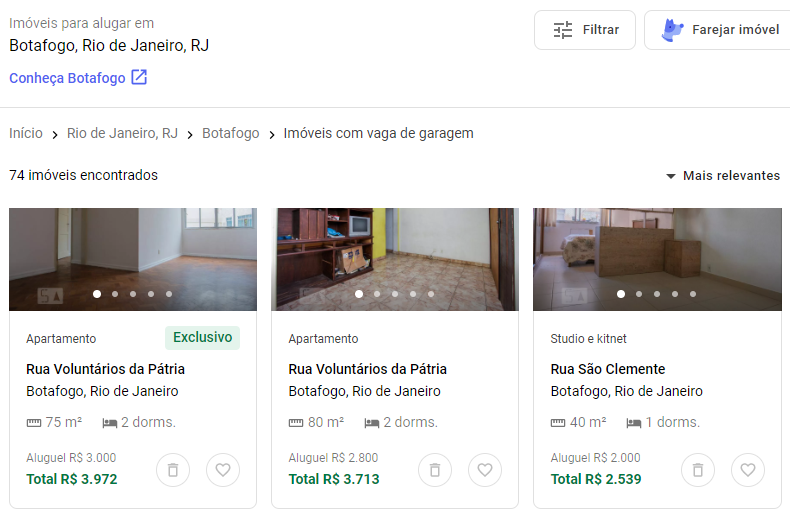 Imóveis para alugar em
Botafogo, Rio de Janeiro, RJ
Conheça Botafogo
Filtrar
Farejar imóvel
Início > Rio de Janeiro, RJ > Botafogo > Imóveis com vaga de garagem
74 imóveis encontrados
Mais relevantes
Apartamento
Exclusivo
Rua Voluntários da Pátria
Botafogo, Rio de Janeiro
75 m² 2 dorms.
Aluguel R$ 3.000
Total R$ 3.972
Apartamento
Rua Voluntários da Pátria
Botafogo, Rio de Janeiro
80 m² 2 dorms.
Aluguel R$ 2.800
Total R$ 3.713
Studio e kitnet
Rua São Clemente
Botafogo, Rio de Janeiro
40 m² 1 dorms.
Aluguel R$ 2.000
Total R$ 2.539